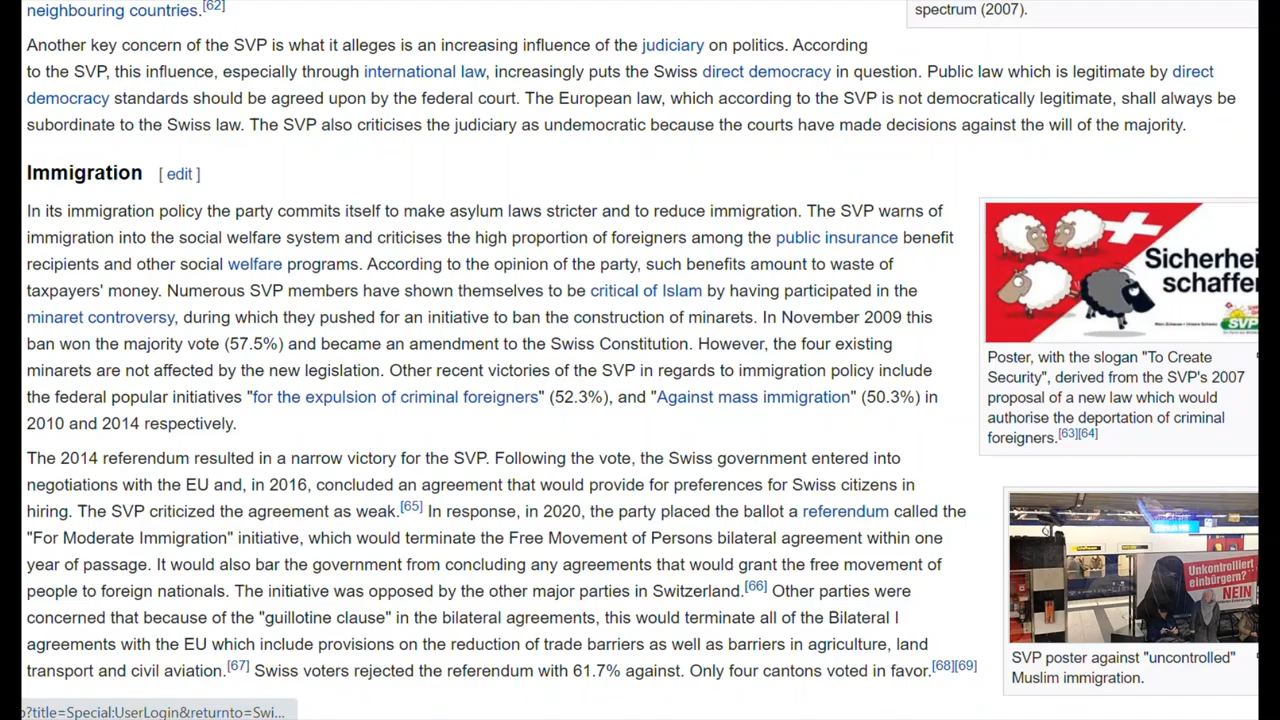 neighbouring countries.[62]
spectrum (2007).
Another key concern of the SVP is what it alleges is an increasing influence of the judiciary on politics. According
to the SVP, this influence, especially through international law, increasingly puts the Swiss direct democracy in question. Public law which is legitimate by direct
democracy standards should be agreed upon by the federal court. The European law, which according to the SVP is not democratically legitimate, shall always be
subordinate to the Swiss law. The SVP also criticises the judiciary as undemocratic because the courts have made decisions against the will of the majority.
Immigration [ edit ]
In its immigration policy the party commits itself to make asylum laws stricter and to reduce immigration. The SVP warns of
immigration into the social welfare system and criticises the high proportion of foreigners among the public insurance benefit
recipients and other social welfare programs. According to the opinion of the party, such benefits amount to waste of
taxpayers' money. Numerous SVP members have shown themselves to be critical of Islam by having participated in the
minaret controversy, during which they pushed for an initiative to ban the construction of minarets. In November 2009 this
ban won the majority vote (57.5%) and became an amendment to the Swiss Constitution. However, the four existing
minarets are not affected by the new legislation. Other recent victories of the SVP in regards to immigration policy include
the federal popular initiatives "for the expulsion of criminal foreigners" (52.3%), and "Against mass immigration" (50.3%) in
2010 and 2014 respectively.
The 2014 referendum resulted in a narrow victory for the SVP. Following the vote, the Swiss government entered into
negotiations with the EU and, in 2016, concluded an agreement that would provide for preferences for Swiss citizens in
hiring. The SVP criticized the agreement as weak.[65] In response, in 2020, the party placed the ballot a referendum called the
"For Moderate Immigration" initiative, which would terminate the Free Movement of Persons bilateral agreement within one
year of passage. It would also bar the government from concluding any agreements that would grant the free movement of
people to foreign nationals. The initiative was opposed by the other major parties in Switzerland.[66] Other parties were
concerned that because of the "guillotine clause" in the bilateral agreements, this would terminate all of the Bilateral I
agreements with the EU which include provisions on the reduction of trade barriers as well as barriers in agriculture, land
transport and civil aviation.[67] Swiss voters rejected the referendum with 61.7% against. Only four cantons voted in favor.[68][69]
Sicherhei
schaffe
SVP
Poster, with the slogan "To Create
Security", derived from the SVP's 2007
proposal of a new law which would
authorise the deportation of criminal
foreigners.[63][64]
Unkontrolliert
einbürgern?
NEIN
SVP poster against "uncontrolled"
Muslim immigration.
?title=Special:UserLogin&returnto=Swi...